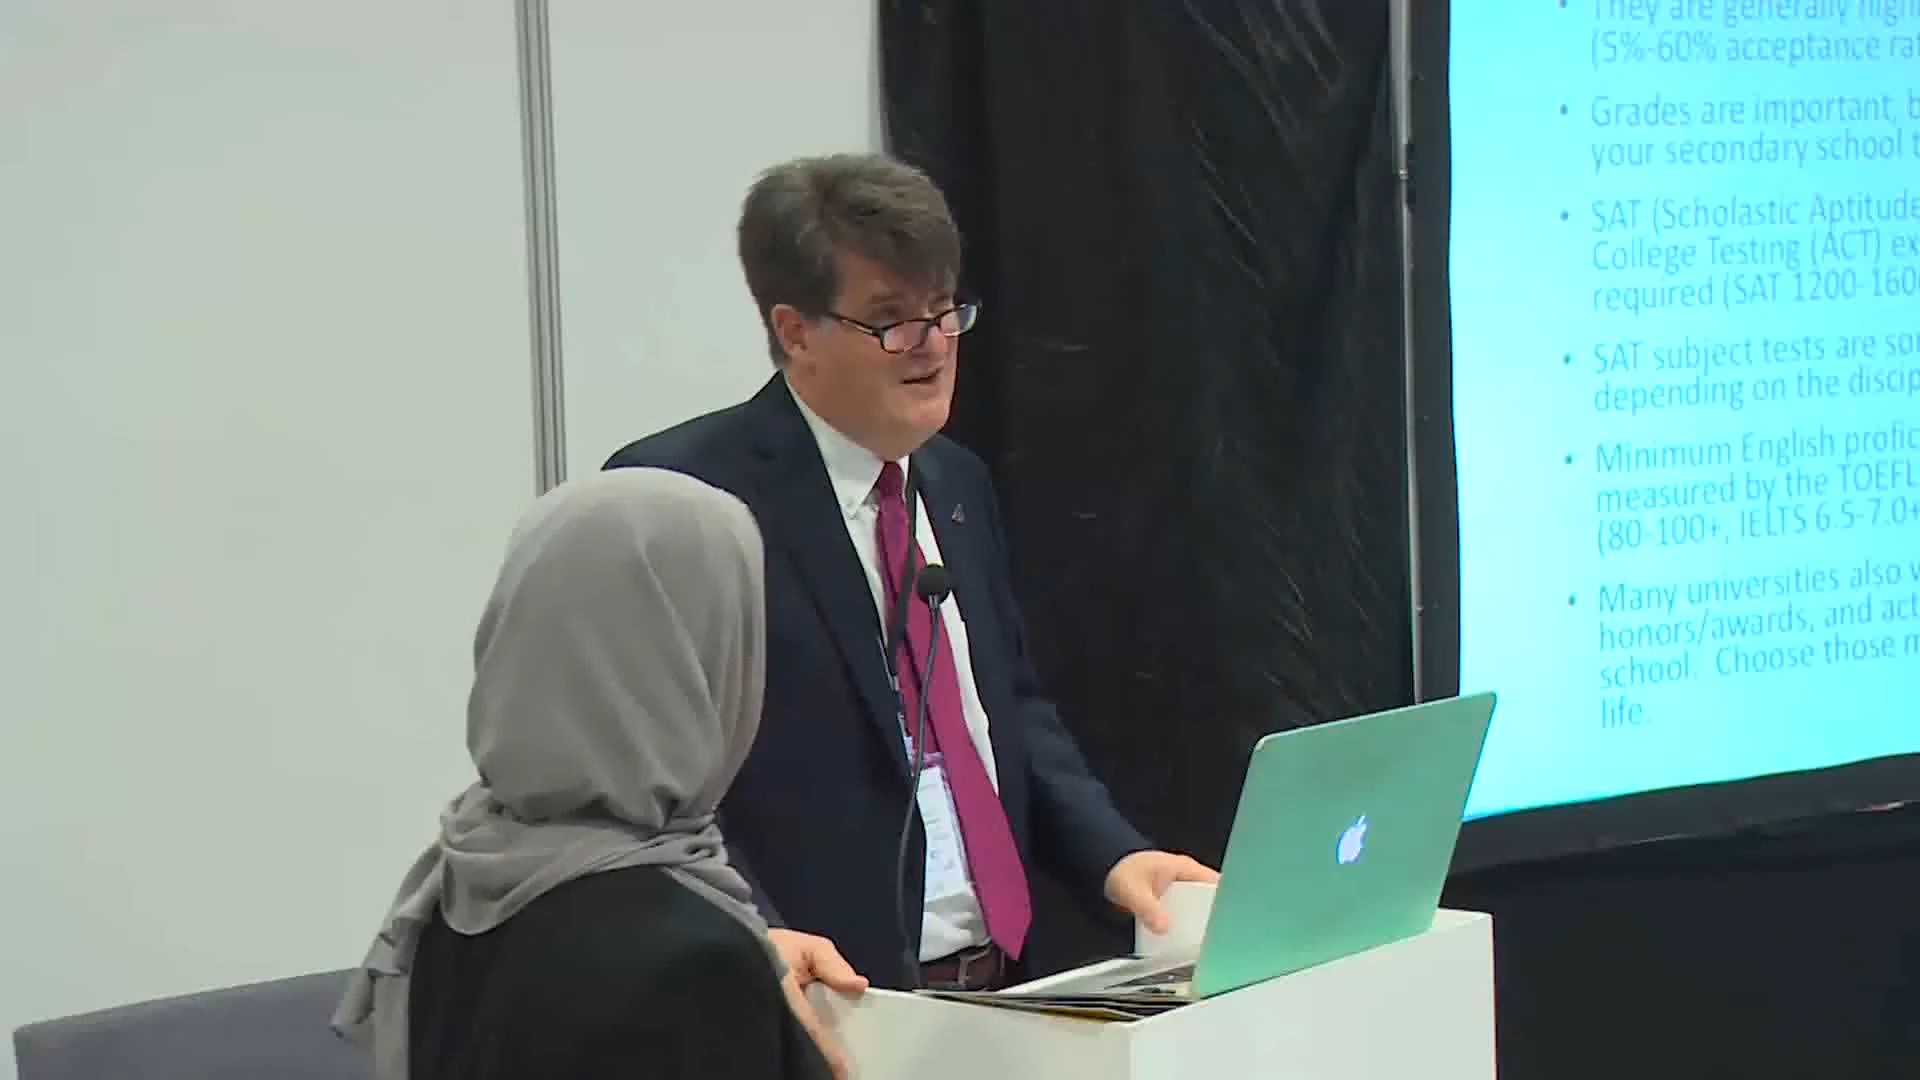 They are generally high
(5%-60% acceptance rat
• Grades are important, b
your secondary school t
• SAT (Scholastic Aptitude
College Testing (ACT) ex
required (SAT 1200-160
• SAT subject tests are so
depending on the discip
• Minimum English profic
measured by the TOEFL
(80-100+, IELTS 6.5-7.0+
• Many universities also
honors/awards, and act
school. Choose those
life.